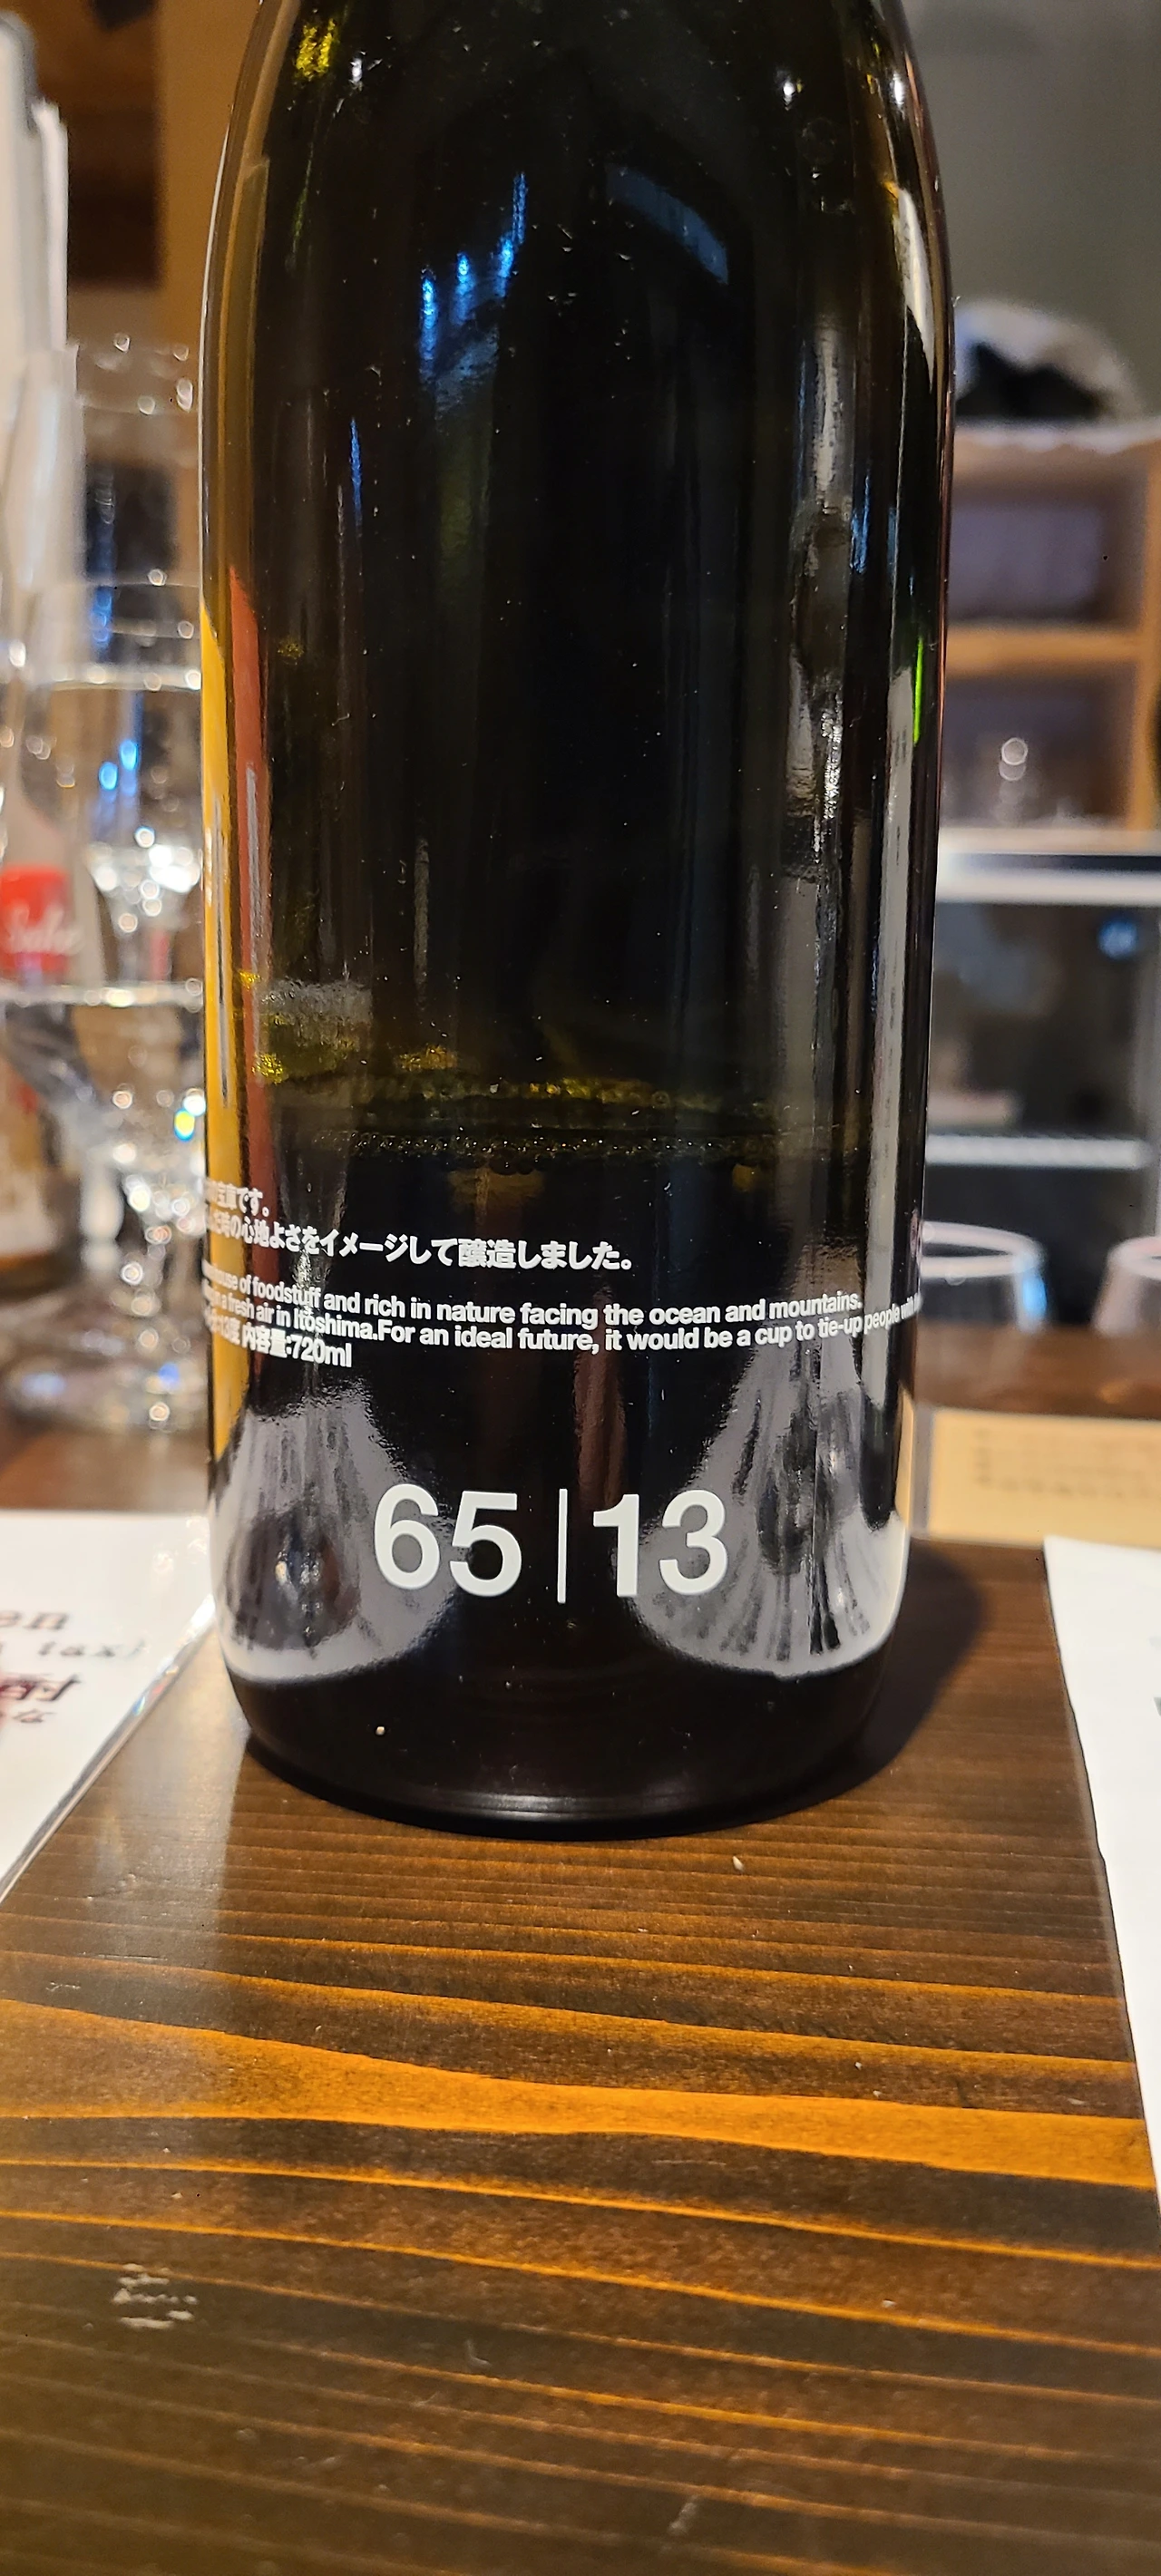 です。
の心地よさをイメージして醸造しました。
of foodstuff and rich in nature facing the ocean and mountains.
a fresh air in Itoshima.For an ideal future, it would be a cup to tie-up people
度 内容量:720ml
65|13